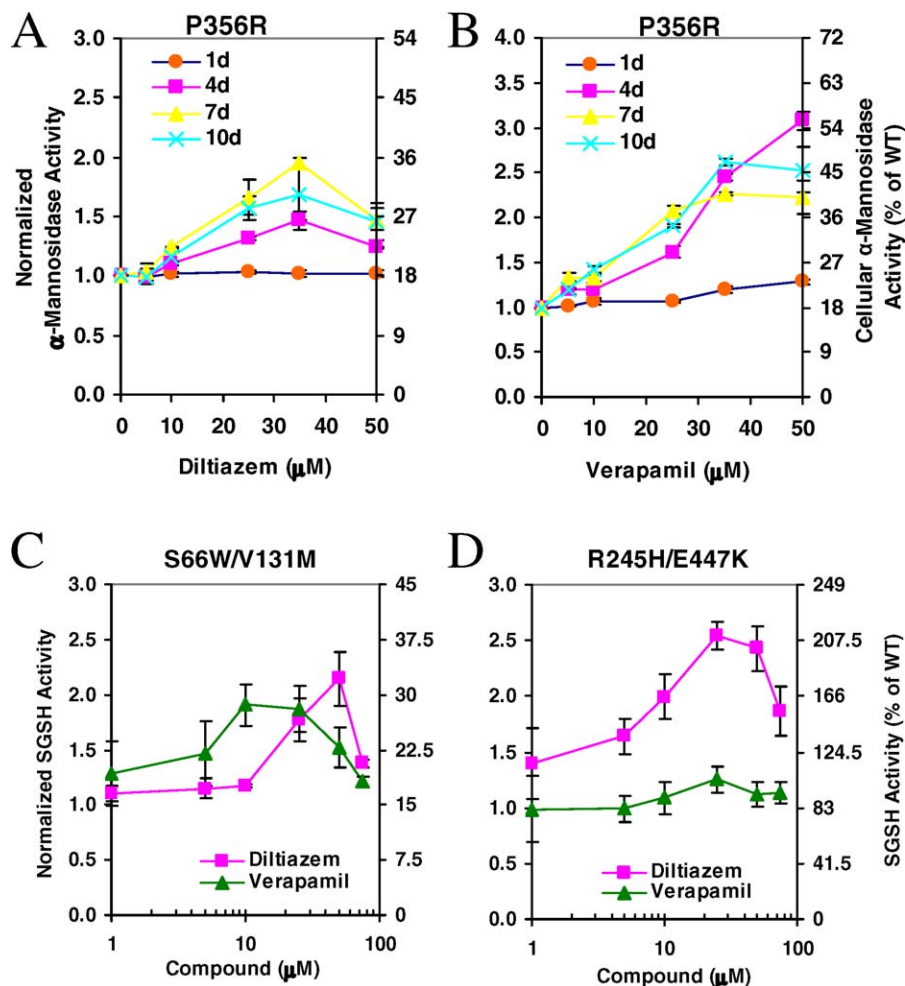 A
P356R
3.0
2.5
2.0
1.5
1.0
0.5
0.0
54
45
36
27
18
9
0
1d
4d
7d
10d
Normalized
α-Mannosidase Activity
0 10 20 30 40 50
Diltiazem (μM)
B
P356R
4.0
3.5
3.0
2.5
2.0
1.5
1.0
0.5
0.0
72
63
54
45
36
27
18
9
0
1d
4d
7d
10d
Cellular α-Mannosidase
Activity (% of WT)
0 10 20 30 40 50
Verapamil (μM)
C
S66W/V131M
3.0
2.5
2.0
1.5
1.0
0.5
0.0
45
37.5
30
22.5
15
7.5
0
Normalized SGSH Activity
Diltiazem
Verapamil
1 10 100
Compound (μM)
D
R245H/E447K
3.0
2.5
2.0
1.5
1.0
0.5
0.0
249
207.5
166
124.5
83
41.5
0
SGSH Activity (% of WT)
Diltiazem
Verapamil
1 10 100
Compound (μM)